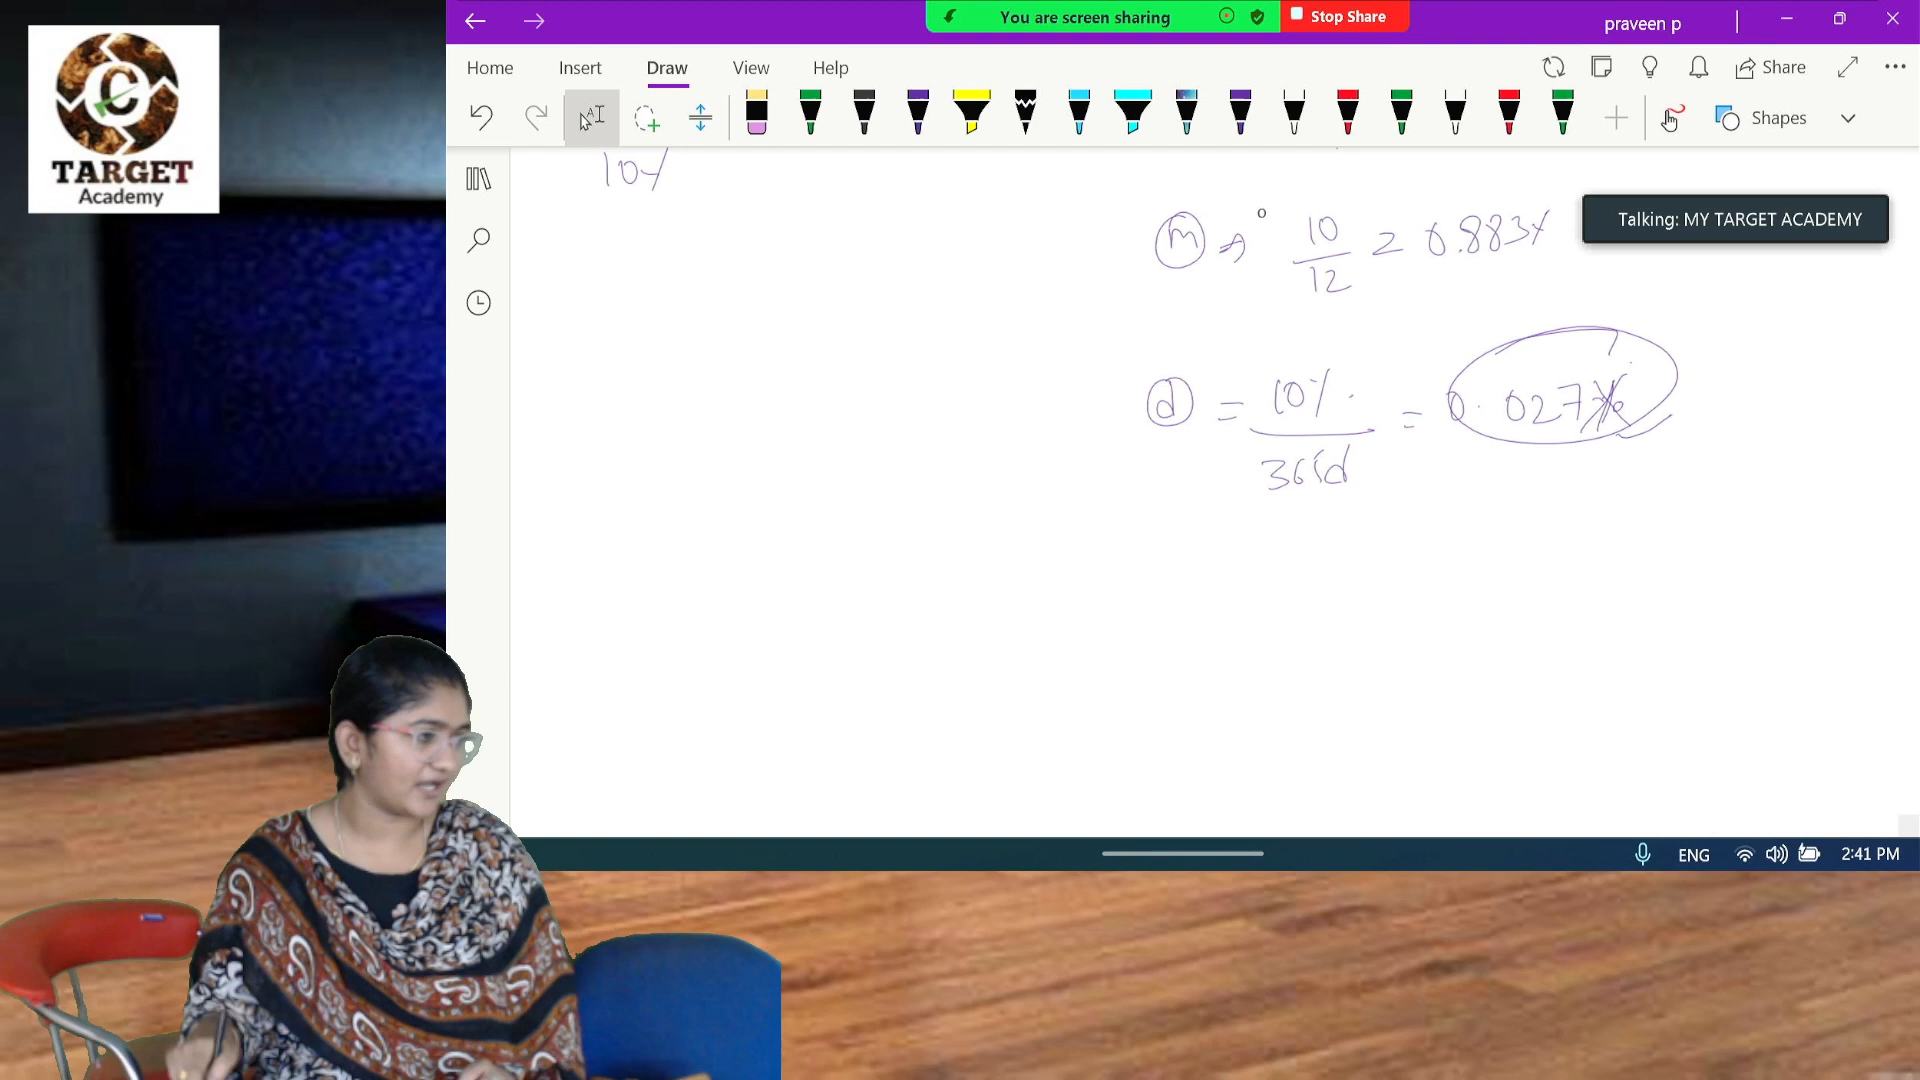 TARGET
Academy
You are screen sharing
Stop Share
praveen p
Home Insert Draw View Help
Share
Shapes
10%
Talking: MY TARGET ACADEMY
m ⇒ 10/12 = 0.883%
d = 10%/365d = 0.027%
ENG 2:41 PM